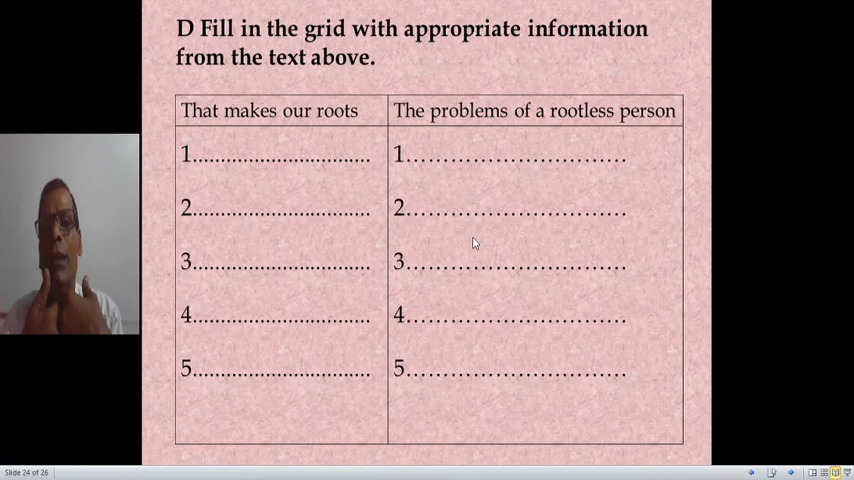 D Fill in the grid with appropriate information
from the text above.
That makes our roots
The problems of a rootless person
1................................
1..............................
2................................
2..............................
3................................
3..............................
4................................
4..............................
5................................
5..............................
Slide 24 of 26